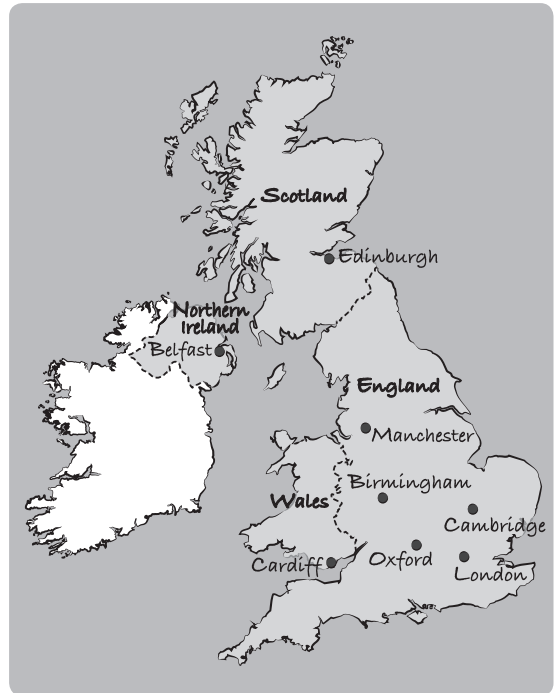 Scotland
Edinburgh
Northern
Ireland
Belfast
England
Manchester
Birmingham
Wales
Cambridge
Oxford
Cardiff
London